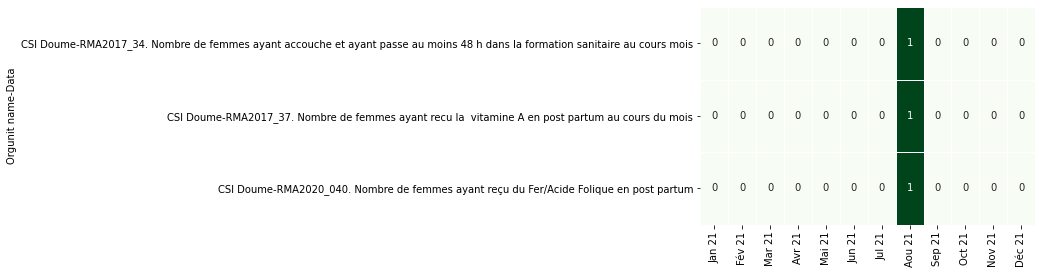 Orgunit name-Data
CSI Doume-RMA2017_34. Nombre de femmes ayant accouche et ayant passe au moins 48 h dans la formation sanitaire au cours mois
0 0 0 0 0 0 0 1 0 0 0 0
CSI Doume-RMA2017_37. Nombre de femmes ayant recu la  vitamine A en post partum au cours du mois
0 0 0 0 0 0 0 1 0 0 0 0
CSI Doume-RMA2020_040. Nombre de femmes ayant reçu du Fer/Acide Folique en post partum
0 0 0 0 0 0 0 1 0 0 0 0
Jan 21
Fév 21
Mar 21
Avr 21
Mai 21
Jun 21
Jul 21
Aou 21
Sep 21
Oct 21
Nov 21
Déc 21